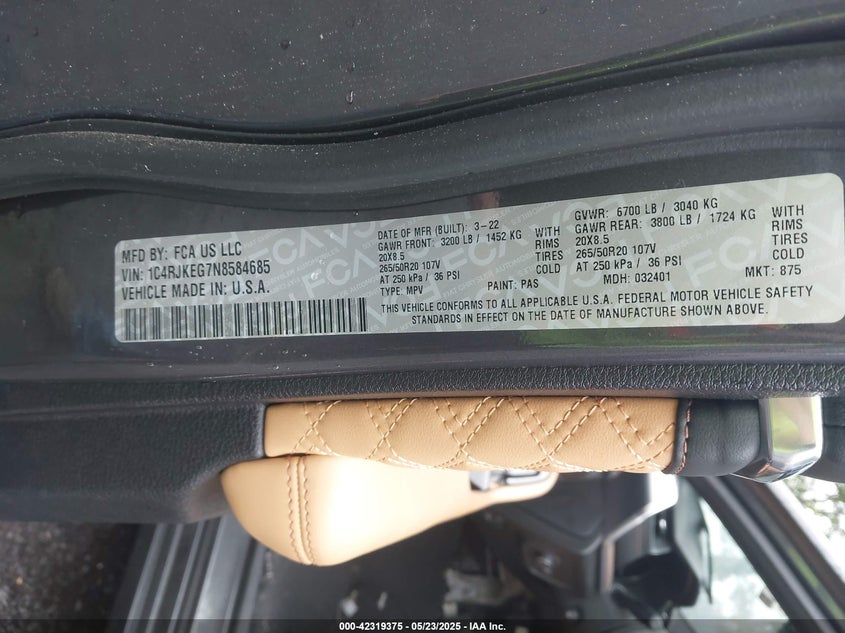 MFD BY: FCA US LLC
VIN: 1C4RJKEG7N8584685
VEHICLE MADE IN: U.S.A.
DATE OF MFR (BUILT): 3-22 GVWR: 6700 LB / 3040 KG
GAWR FRONT: 3200 LB / 1452 KG WITH GAWR REAR: 3800 LB / 1724 KG WITH
20X8.5 RIMS 20X8.5 RIMS
265/50R20 107V TIRES 265/50R20 107V TIRES
AT 250 kPa / 36 PSI COLD AT 250 kPa / 36 PSI COLD
TYPE: MPV PAINT: PAS MDH: 032401 MKT: 875
THIS VEHICLE CONFORMS TO ALL APPLICABLE U.S.A. FEDERAL MOTOR VEHICLE SAFETY
STANDARDS IN EFFECT ON THE DATE OF MANUFACTURE SHOWN ABOVE.
000-42319375 - 05/23/2025 - IAA, Inc.